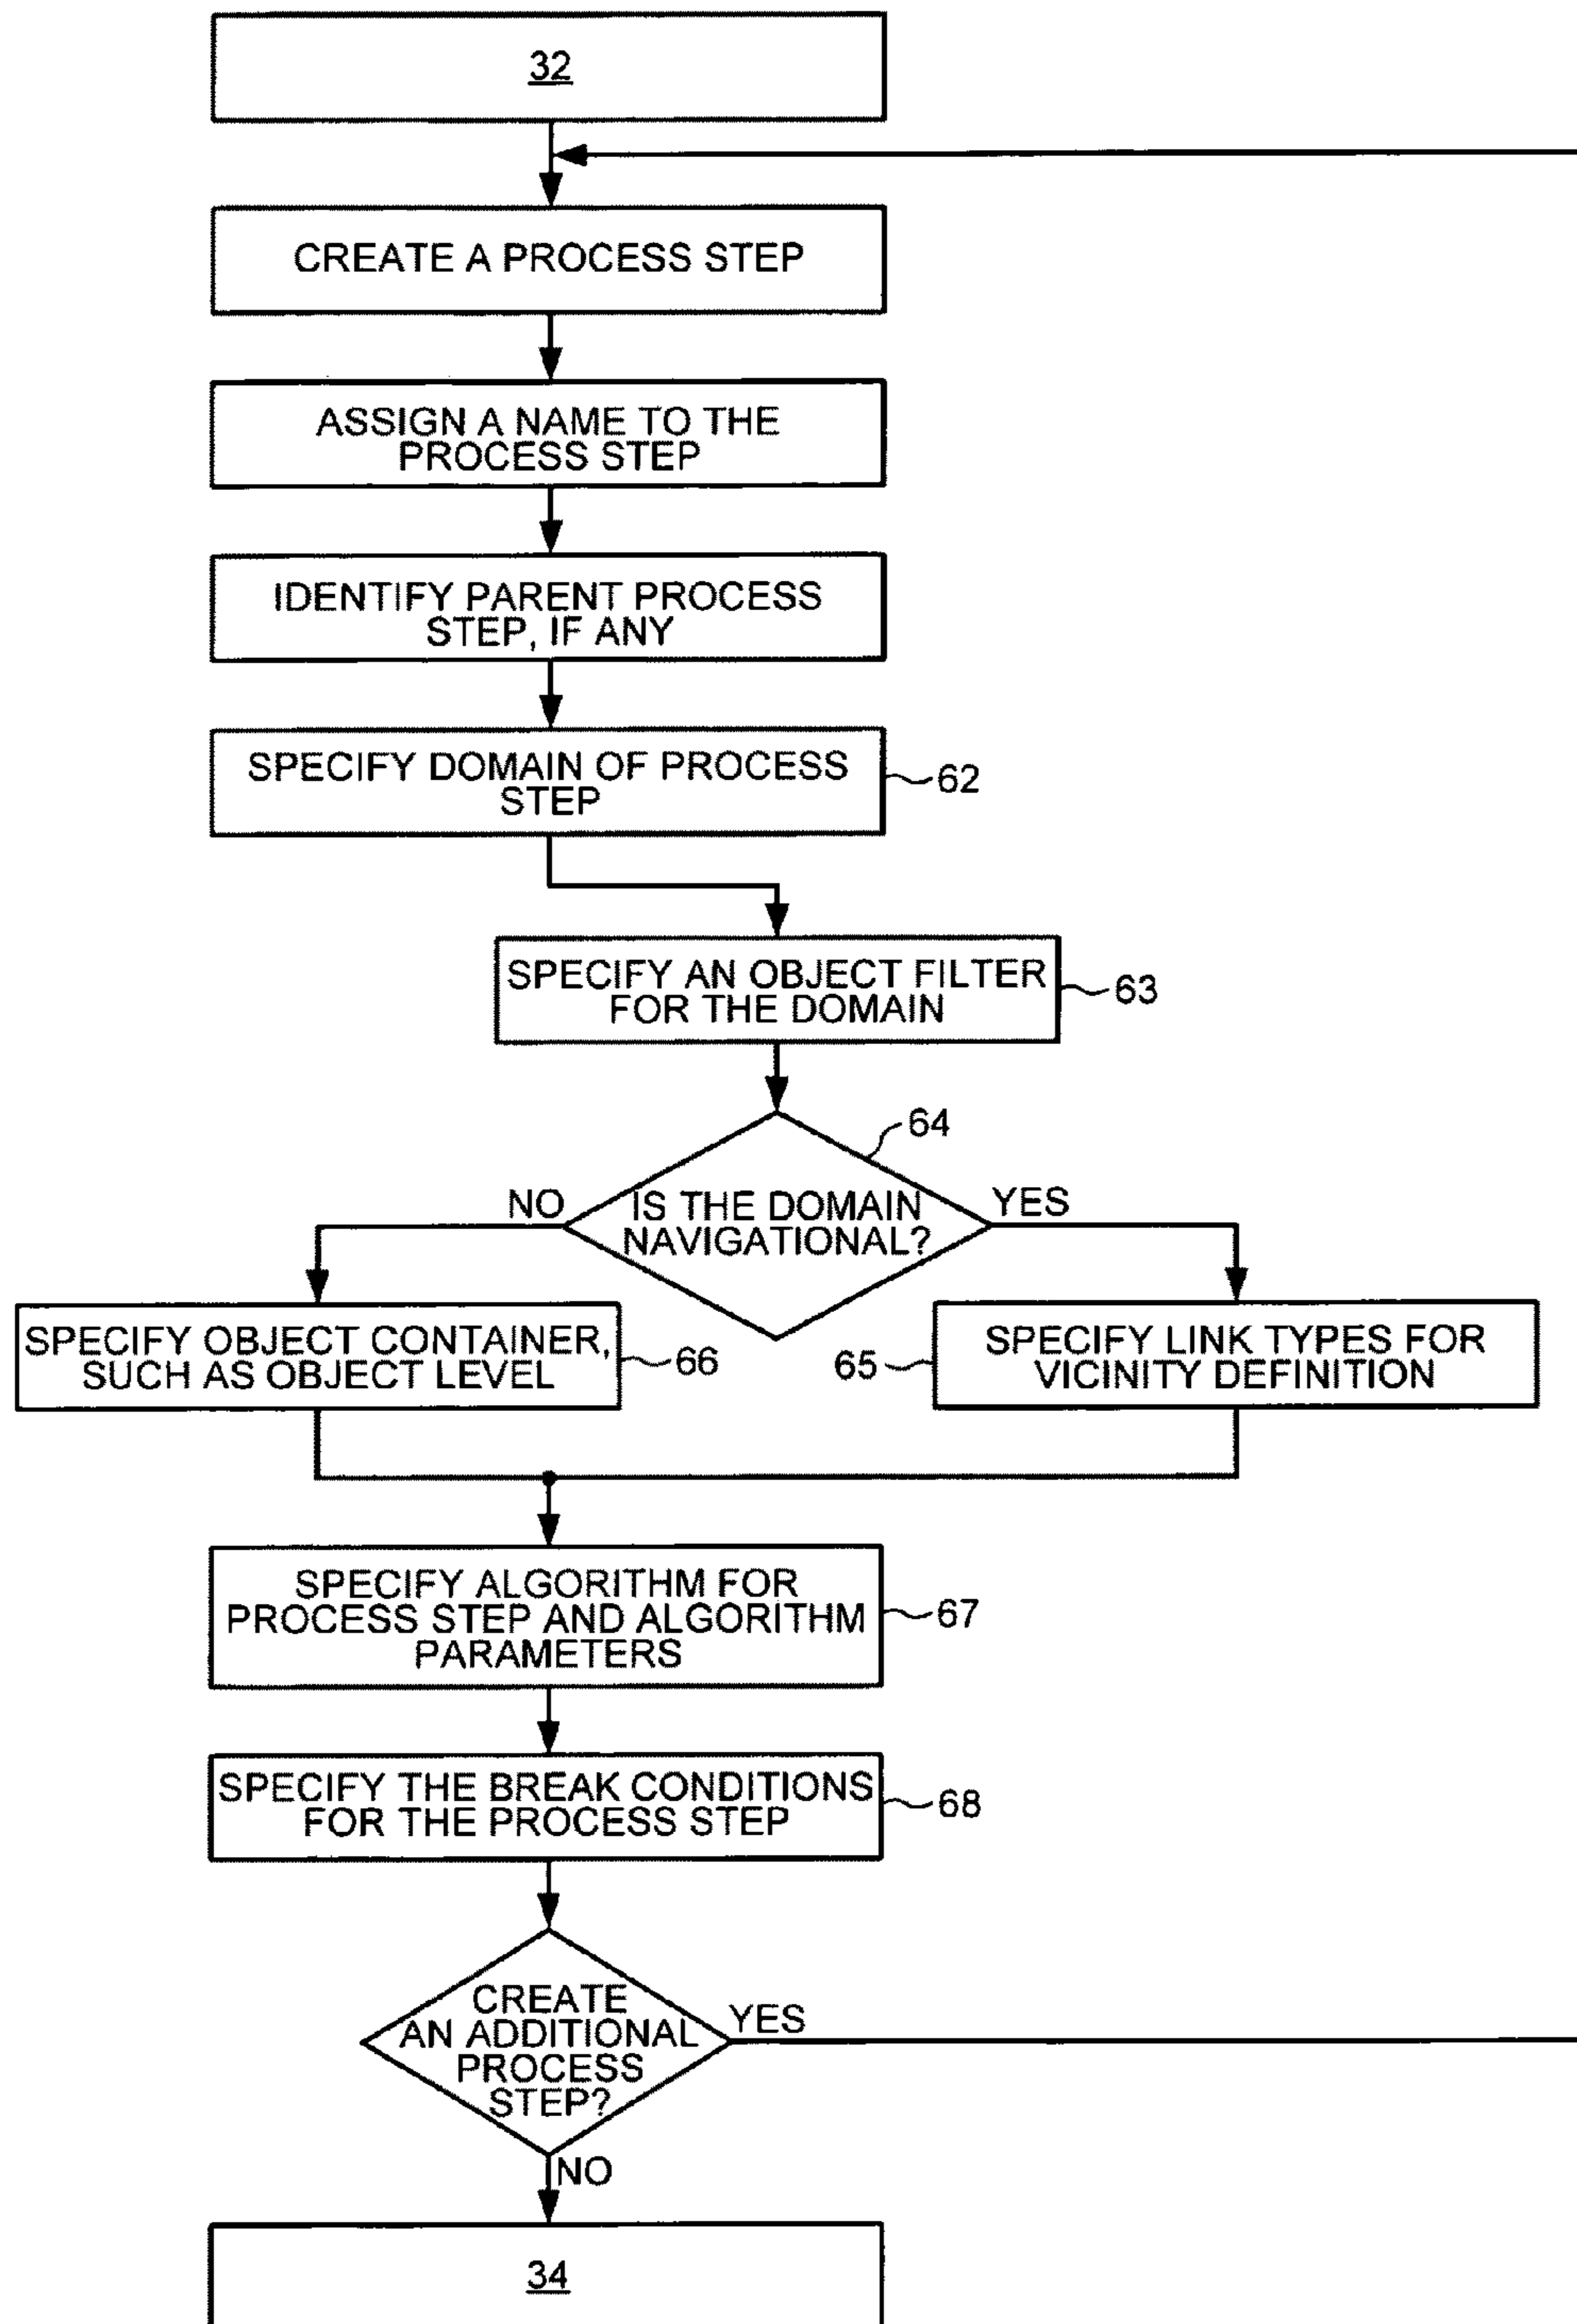 32
CREATE A PROCESS STEP
ASSIGN A NAME TO THE
PROCESS STEP
IDENTIFY PARENT PROCESS
STEP, IF ANY
SPECIFY DOMAIN OF PROCESS
STEP
62
SPECIFY AN OBJECT FILTER
FOR THE DOMAIN
63
64
NO
IS THE DOMAIN
NAVIGATIONAL?
YES
SPECIFY OBJECT CONTAINER,
SUCH AS OBJECT LEVEL
66
65
SPECIFY LINK TYPES FOR
VICINITY DEFINITION
SPECIFY ALGORITHM FOR
PROCESS STEP AND ALGORITHM
PARAMETERS
67
SPECIFY THE BREAK CONDITIONS
FOR THE PROCESS STEP
68
CREATE
AN ADDITIONAL
PROCESS
STEP?
YES
NO
34